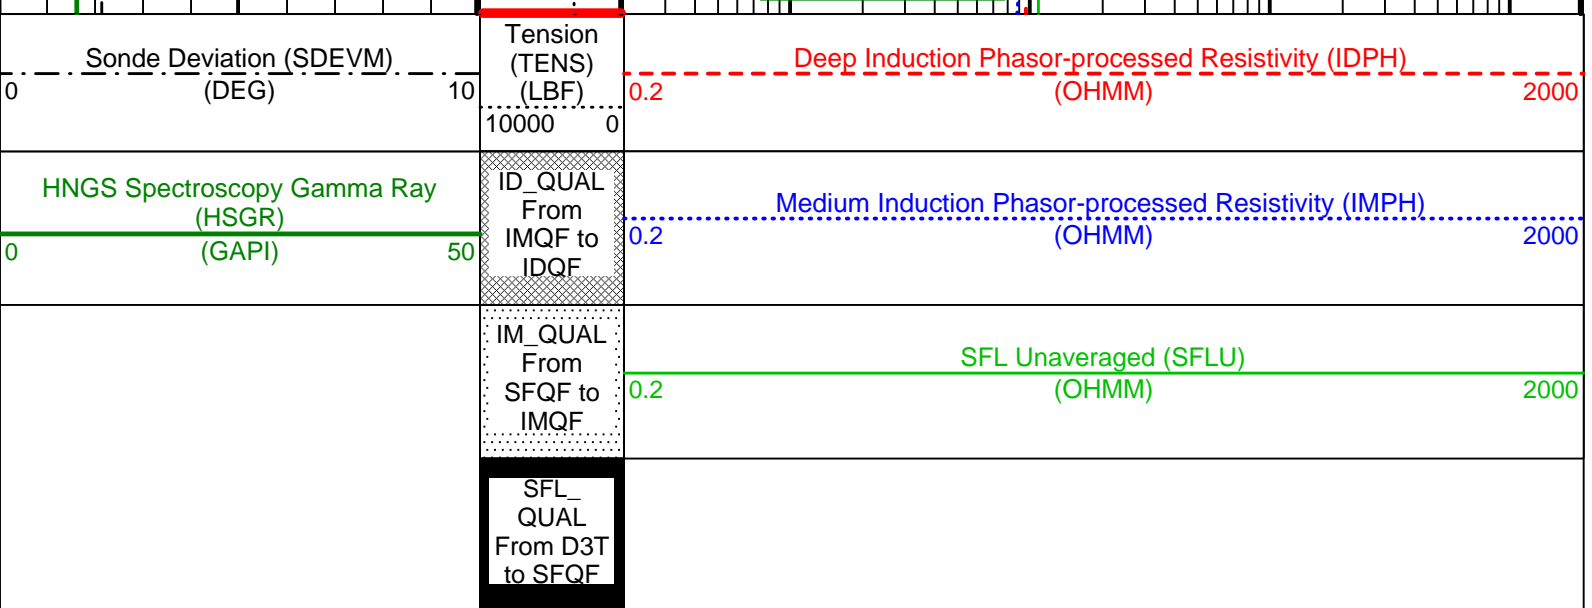 Sonde Deviation (SDEVM)
0 (DEG) 10
Tension
(TENS)
(LBF)
10000 0
Deep Induction Phasor-processed Resistivity (IDPH)
0.2 (OHMM) 2000
HNGS Spectroscopy Gamma Ray
(HSGR)
0 (GAPI) 50
ID_QUAL
From
IMQF to
IDQF
Medium Induction Phasor-processed Resistivity (IMPH)
0.2 (OHMM) 2000
IM_QUAL
From
SFQF to
IMQF
SFL Unaveraged (SFLU)
0.2 (OHMM) 2000
SFL_
QUAL
From D3T
to SFQF